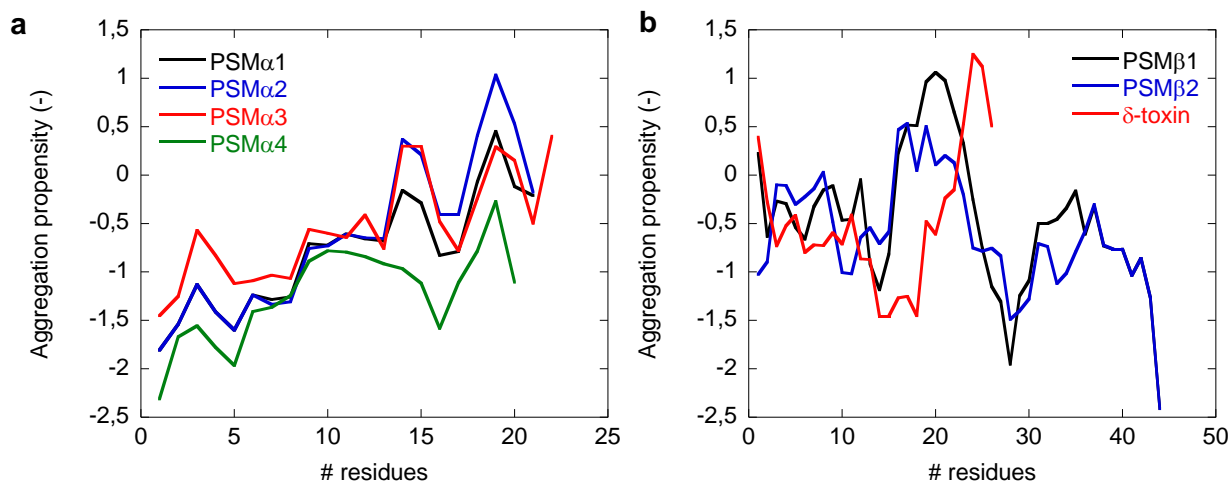 a
1,5
1
0,5
0
-0,5
-1
-1,5
-2
-2,5
Aggregation propensity (-)
PSMα1
PSMα2
PSMα3
PSMα4
0 5 10 15 20 25
# residues
b
1,5
1
0,5
0
-0,5
-1
-1,5
-2
-2,5
Aggregation propensity (-)
PSMβ1
PSMβ2
δ-toxin
0 10 20 30 40 50
# residues